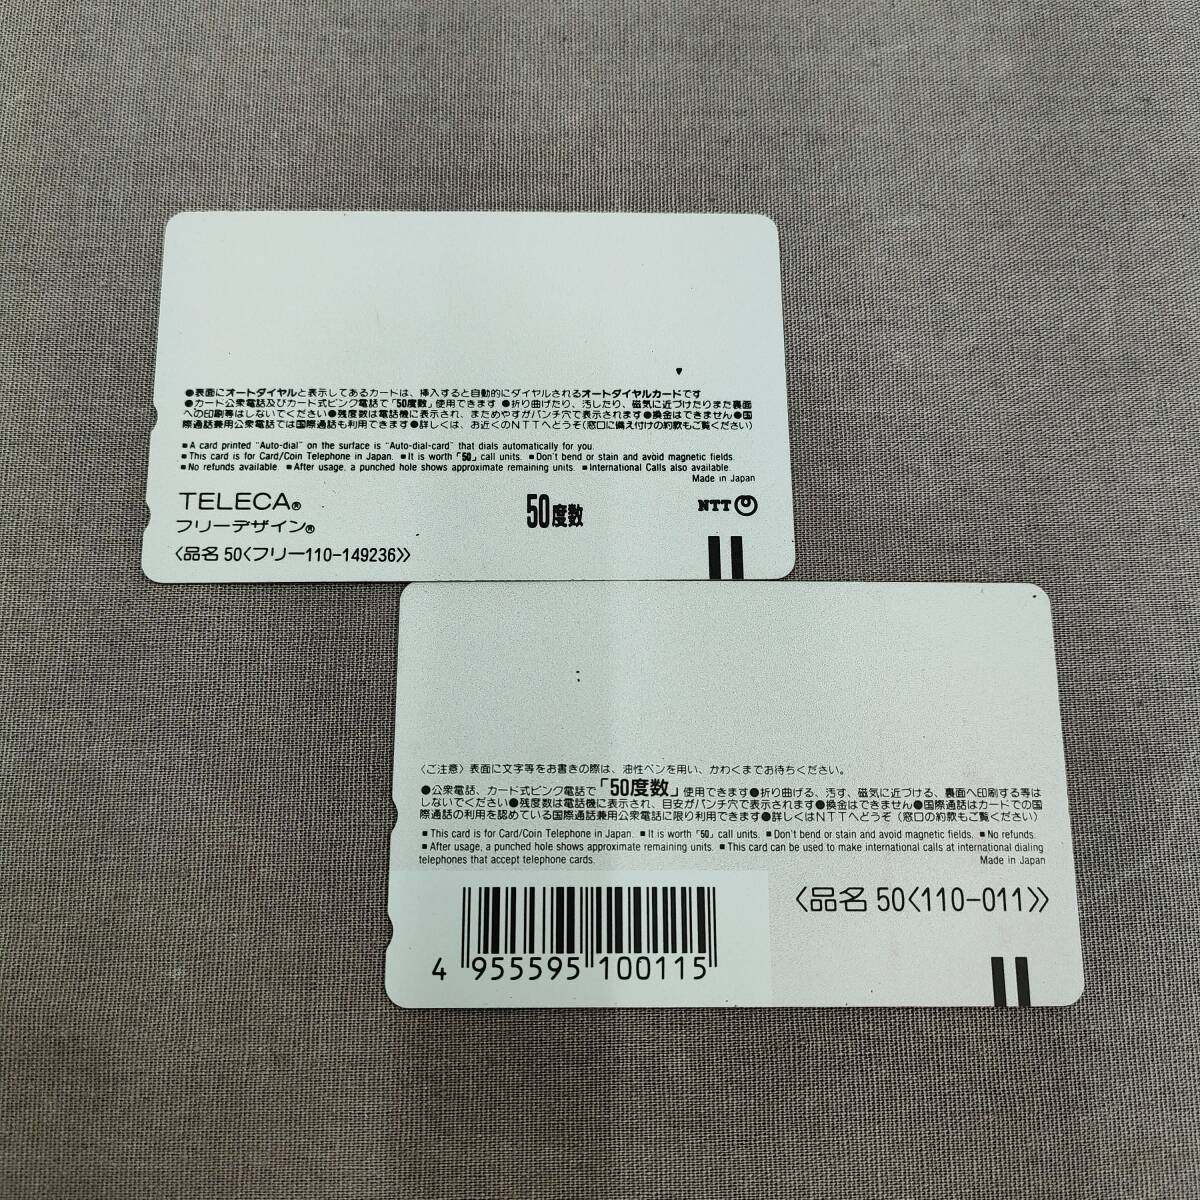 ●表面にオートダイヤルと表示してあるカードは、挿入すると自動的にダイヤルされるオートダイヤルカードです
●カード公衆電話及びカード式ピンク電話で「50度数」使用できます●折り曲げたり、汚したり、磁気に近づけたりまた裏面
への印刷等はしないでください●残度数は電話機に表示され、まためやすがパンチ穴で表示されます●換金はできません●国
際通話兼用公衆電話では国際通話も利用できます●詳しくは、お近くのNTTへどうぞ(窓口に備え付けの約款もご覧ください)
■A card printed "Auto-dial" on the surface is "Auto-dial-card" that dials automatically for you.
■This card is for Card/Coin Telephone in Japan. ■It is worth「50」call units. ■Don't bend or stain and avoid magnetic fields.
■No refunds available. ■After usage, a punched hole shows approximate remaining units. ■International Calls also available.
Made in Japan
TELECA®
フリーデザイン®
50度数
NTT
〈品名 50〈フリー110-149236》
〈ご注意〉表面に文字等をお書きの際は、油性ペンを用い、かわくまでお待ちください。
●公衆電話、カード式ピンク電話で「50度数」使用できます●折り曲げる、汚す、磁気に近づける、裏面へ印刷する等は
しないでください●残度数は電話機に表示され、目安がパンチ穴で表示されます●換金はできません●国際通話はカードでの国
際通話の利用を認めている国際通話兼用公衆電話に限り利用できます●詳しくはNTTへどうぞ(窓口の約款もご覧ください)
■This card is for Card/Coin Telephone in Japan. ■It is worth「50」call units. ■Don't bend or stain and avoid magnetic fields. ■No refunds.
■After usage, a punched hole shows approximate remaining units. ■This card can be used to make international calls at international dialing
telephones that accept telephone cards.
Made in Japan
〈品名 50〈110-011》
4 955595 100115